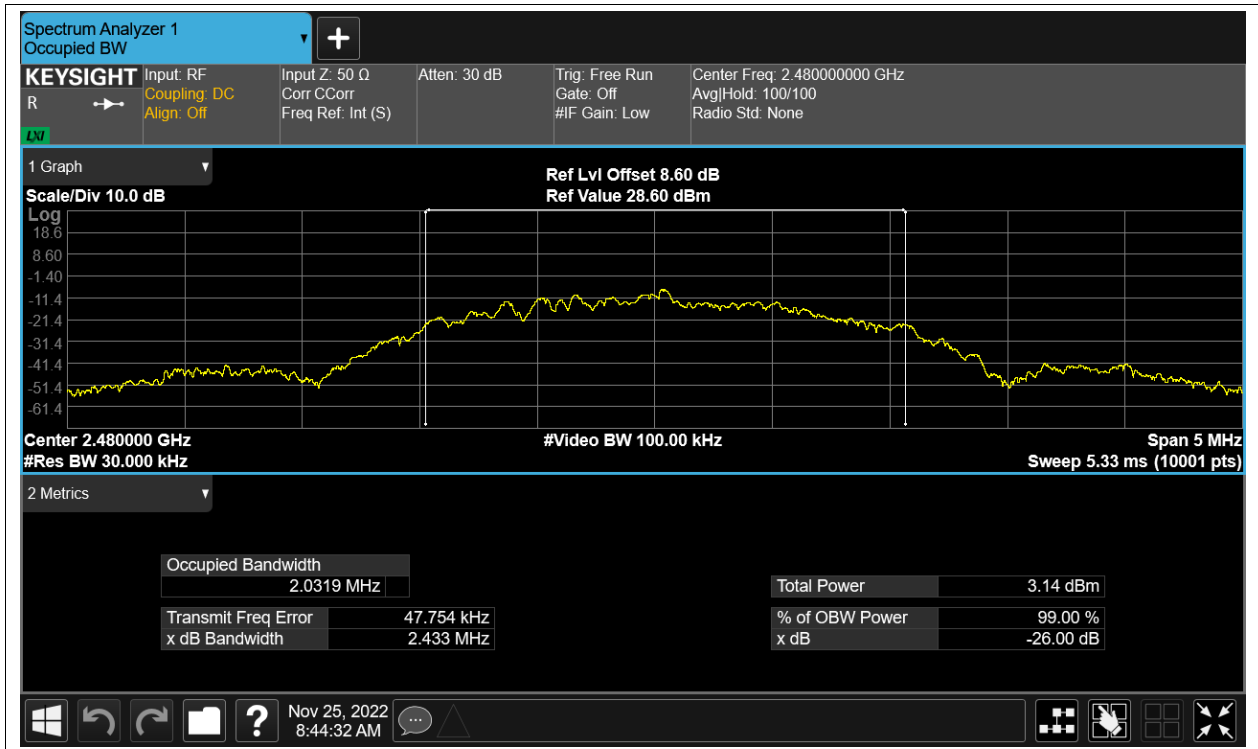 Spectrum Analyzer 1
Occupied BW
+
KEYSIGHT
R
LXI
Input: RF
Coupling: DC
Align: Off
Input Z: 50 Ω
Corr CCorr
Freq Ref: Int (S)
Atten: 30 dB
Trig: Free Run
Gate: Off
#IF Gain: Low
Center Freq: 2.480000000 GHz
Avg|Hold: 100/100
Radio Std: None
1 Graph
Scale/Div 10.0 dB
Ref Lvl Offset 8.60 dB
Ref Value 28.60 dBm
Log
18.6
8.60
-1.40
-11.4
-21.4
-31.4
-41.4
-51.4
-61.4
Center 2.480000 GHz
#Video BW 100.00 kHz
Span 5 MHz
#Res BW 30.000 kHz
Sweep 5.33 ms (10001 pts)
2 Metrics
Occupied Bandwidth
2.0319 MHz
Total Power 3.14 dBm
Transmit Freq Error 47.754 kHz
% of OBW Power 99.00 %
x dB Bandwidth 2.433 MHz
x dB -26.00 dB
?
Nov 25, 2022
8:44:32 AM